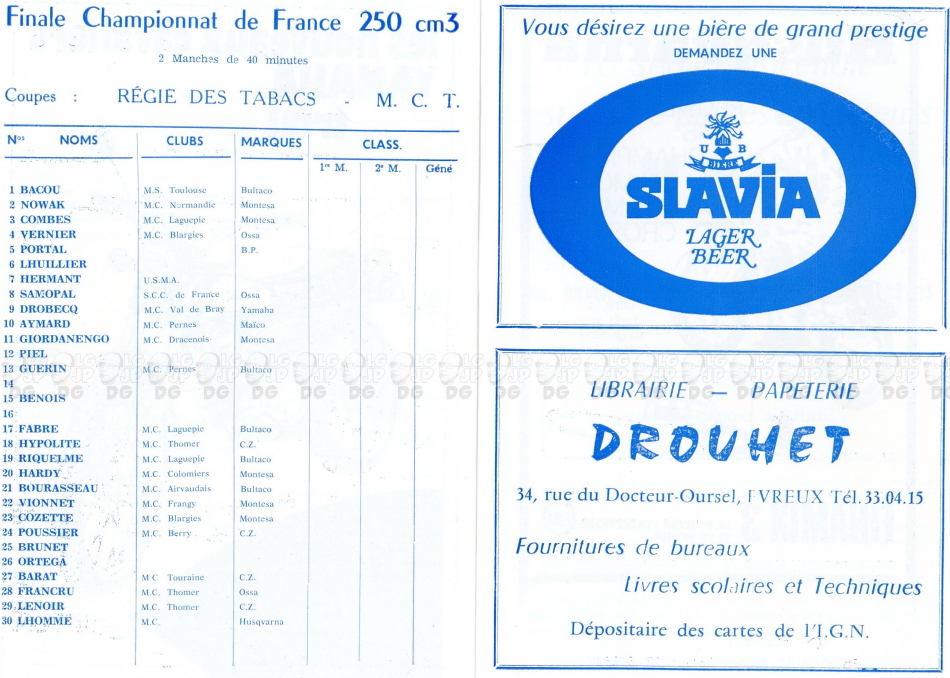 Finale Championnat de France 250 cm3
2 Manches de 40 minutes
Coupes : RÉGIE DES TABACS - M. C. T.
Nos NOMS CLUBS MARQUES CLASS.
1re M. 2e M. Géné
1 BACOU M.S. Toulouse Bultaco
2 NOWAK M.C. Normandie Montesa
3 COMBES M.C. Laguepie Montesa
4 VERNIER M.C. Blargies Ossa
5 PORTAL B.P.
6 LHUILLIER
7 HERMANT U.S.M.A.
8 SAMOPAL S.C.C. de France Ossa
9 DROBECQ M.C. Val de Bray Yamaha
10 AYMARD M.C. Pernes Maïco
11 GIORDANENGO M.C. Dracenois Montesa
12 PIEL
13 GUERIN M.C. Pernes Bultaco
14
15 BENOIS
16
17 FABRE M.C. Laguepie Bultaco
18 HYPOLITE M.C. Thomer C.Z.
19 RIQUELME M.C. Laguepie Bultaco
20 HARDY M.C. Colomiers Montesa
21 BOURASSEAU M.C. Airvaudais Bultaco
22 VIONNET M.C. Frangy Montesa
23 COZETTE M.C. Blargies Montesa
24 POUSSIER M.C. Berry C.Z.
25 BRUNET
26 ORTEGA
27 BARAT M C Touraine C.Z.
28 FRANCRU M.C. Thomer Ossa
29 LENOIR M.C. Thomer C.Z.
30 LHOMME M.C. Husqvarna
Vous désirez une bière de grand prestige
DEMANDEZ UNE
U B
BIÈRE
SLAVIA
LAGER
BEER
LIBRAIRIE — PAPETERIE
DROUHET
34, rue du Docteur-Oursel, EVREUX Tél. 33.04.15
Fournitures de bureaux
Livres scolaires et Techniques
Dépositaire des cartes de l'I.G.N.